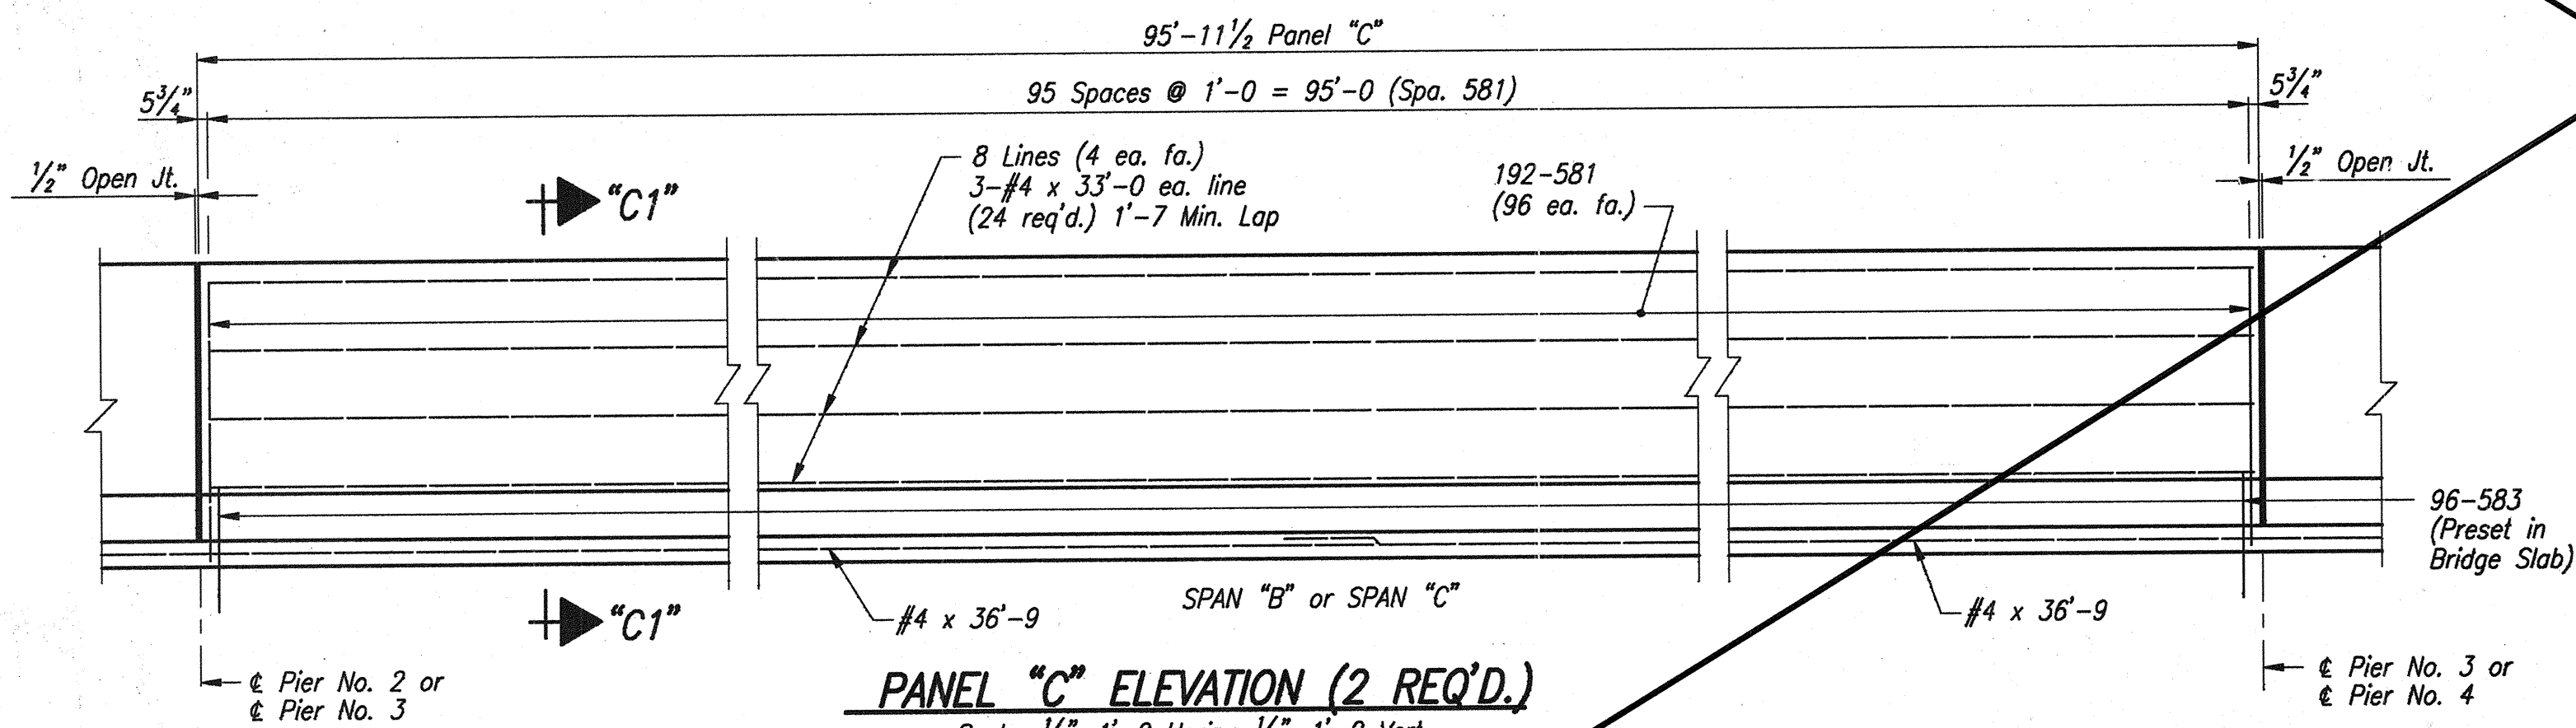 95'-11½ Panel "C"
5¾"
95 Spaces @ 1'-0 = 95'-0 (Spa. 581)
5¾"
½" Open Jt.
"C1"
8 Lines (4 ea. fa.)
3-#4 x 33'-0 ea. line
(24 req'd.) 1'-7 Min. Lap
192-581
(96 ea. fa.)
½" Open Jt.
96-583
(Preset in
Bridge Slab)
"C1"
#4 x 36'-9
SPAN "B" or SPAN "C"
#4 x 36'-9
℄ Pier No. 2 or
℄ Pier No. 3
PANEL "C" ELEVATION (2 REQ'D.)
℄ Pier No. 3 or
℄ Pier No. 4